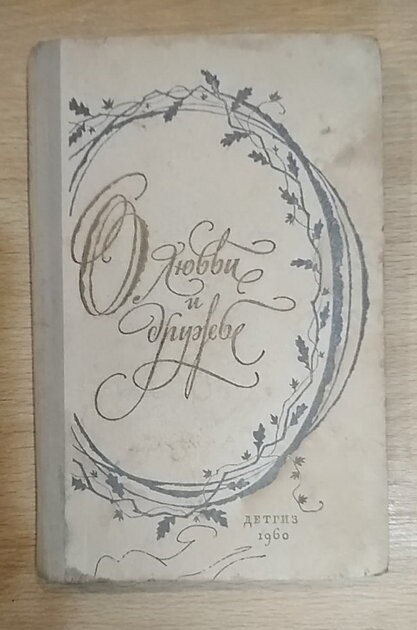 О любви
и
дружбе
ДЕТГИЗ
1960